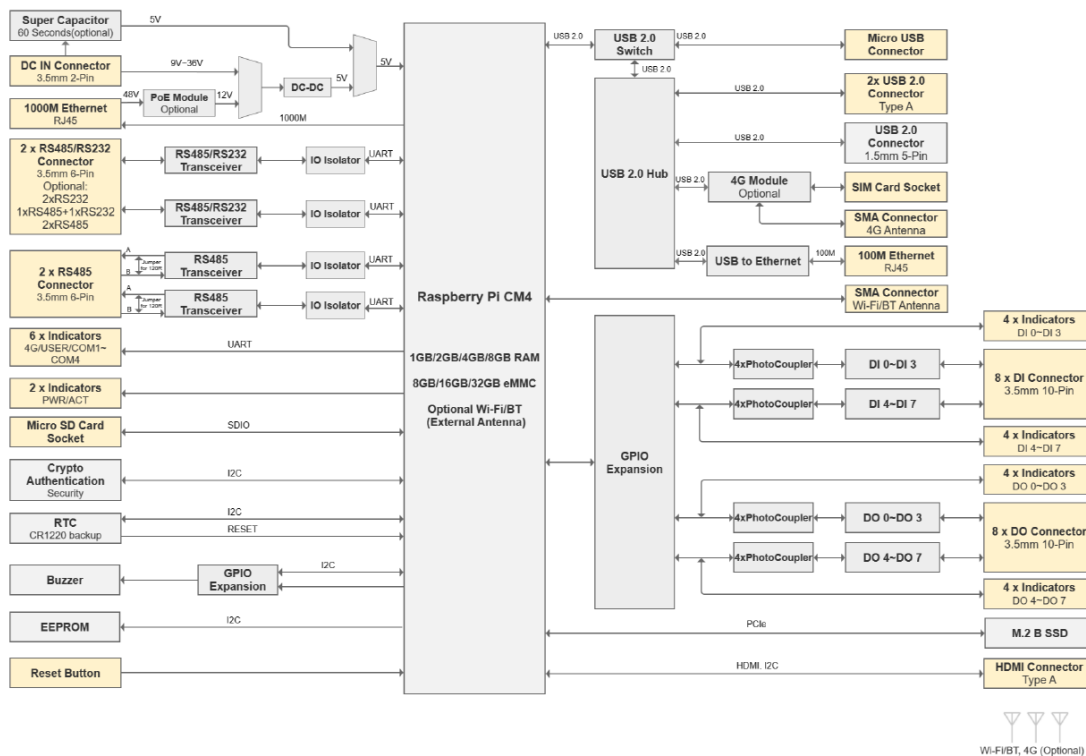 Super Capacitor
60 Seconds(optional)
5V
DC IN Connector
3.5mm 2-Pin
9V~36V
48V
PoE Module
Optional
12V
DC-DC
5V
5V
1000M Ethernet
RJ45
1000M
2 x RS485/RS232
Connector
3.5mm 6-Pin
Optional:
2xRS232
1xRS485+1xRS232
2xRS485
RS485/RS232
Transceiver
IO Isolator
UART
RS485/RS232
Transceiver
IO Isolator
UART
2 x RS485
Connector
3.5mm 6-Pin
A
Jumper
for 120R
B
RS485
Transceiver
IO Isolator
UART
A
Jumper
for 120R
B
RS485
Transceiver
IO Isolator
UART
6 x Indicators
4G/USER/COM1~
COM4
UART
2 x Indicators
PWR/ACT
Micro SD Card
Socket
SDIO
Crypto
Authentication
Security
I2C
RTC
CR1220 backup
I2C
RESET
Buzzer
GPIO
Expansion
I2C
EEPROM
I2C
Reset Button
Raspberry Pi CM4
1GB/2GB/4GB/8GB RAM
8GB/16GB/32GB eMMC
Optional Wi-Fi/BT
(External Antenna)
USB 2.0
USB 2.0
Switch
USB 2.0
Micro USB
Connector
USB 2.0
USB 2.0 Hub
USB 2.0
2x USB 2.0
Connector
Type A
USB 2.0
USB 2.0
Connector
1.5mm 5-Pin
USB 2.0
4G Module
Optional
SIM Card Socket
SMA Connector
4G Antenna
USB 2.0
USB to Ethernet
100M
100M Ethernet
RJ45
SMA Connector
Wi-Fi/BT Antenna
GPIO
Expansion
4 x Indicators
DI 0~DI 3
4xPhotoCoupler
DI 0~DI 3
8 x DI Connector
3.5mm 10-Pin
4xPhotoCoupler
DI 4~DI 7
4 x Indicators
DI 4~DI 7
4 x Indicators
DO 0~DO 3
4xPhotoCoupler
DO 0~DO 3
8 x DO Connector
3.5mm 10-Pin
4xPhotoCoupler
DO 4~DO 7
4 x Indicators
DO 4~DO 7
PCIe
M.2 B SSD
HDMI. I2C
HDMI Connector
Type A
Wi-Fi/BT, 4G (Optional)